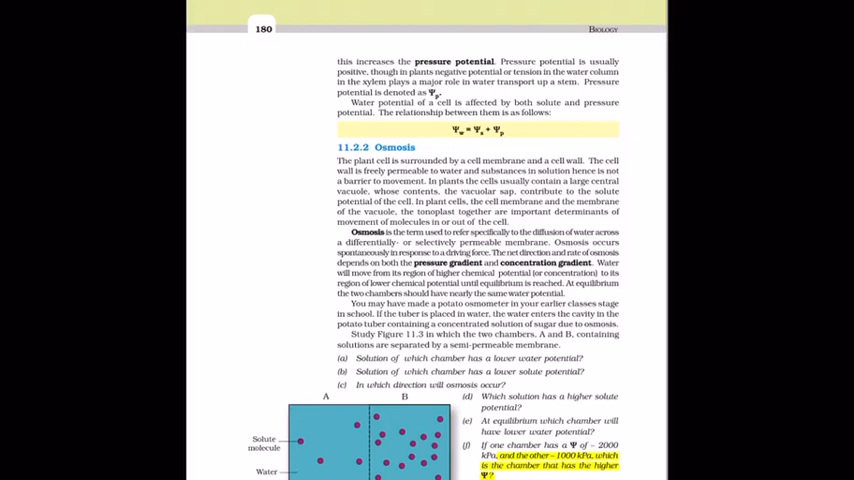 180
BIOLOGY
this increases the pressure potential. Pressure potential is usually
positive, though in plants negative potential or tension in the water column
in the xylem plays a major role in water transport up a stem. Pressure
potential is denoted as Ψp.
Water potential of a cell is affected by both solute and pressure
potential. The relationship between them is as follows:
Ψw = Ψs + Ψp
11.2.2 Osmosis
The plant cell is surrounded by a cell membrane and a cell wall. The cell
wall is freely permeable to water and substances in solution hence is not
a barrier to movement. In plants the cells usually contain a large central
vacuole, whose contents, the vacuolar sap, contribute to the solute
potential of the cell. In plant cells, the cell membrane and the membrane
of the vacuole, the tonoplast together are important determinants of
movement of molecules in or out of the cell.
Osmosis is the term used to refer specifically to the diffusion of water across
a differentially- or selectively permeable membrane. Osmosis occurs
spontaneously in response to a driving force. The net direction and rate of osmosis
depends on both the pressure gradient and concentration gradient. Water
will move from its region of higher chemical potential (or concentration) to its
region of lower chemical potential until equilibrium is reached. At equilibrium
the two chambers should have nearly the same water potential.
You may have made a potato osmometer in your earlier classes stage
in school. If the tuber is placed in water, the water enters the cavity in the
potato tuber containing a concentrated solution of sugar due to osmosis.
Study Figure 11.3 in which the two chambers, A and B, containing
solutions are separated by a semi-permeable membrane.
(a) Solution of which chamber has a lower water potential?
(b) Solution of which chamber has a lower solute potential?
(c) In which direction will osmosis occur?
(d) Which solution has a higher solute
potential?
(e) At equilibrium which chamber will
have lower water potential?
(f) If one chamber has a Ψ of – 2000
kPa, and the other – 1000 kPa, which
is the chamber that has the higher
Ψ?
A B
Solute
molecule
Water